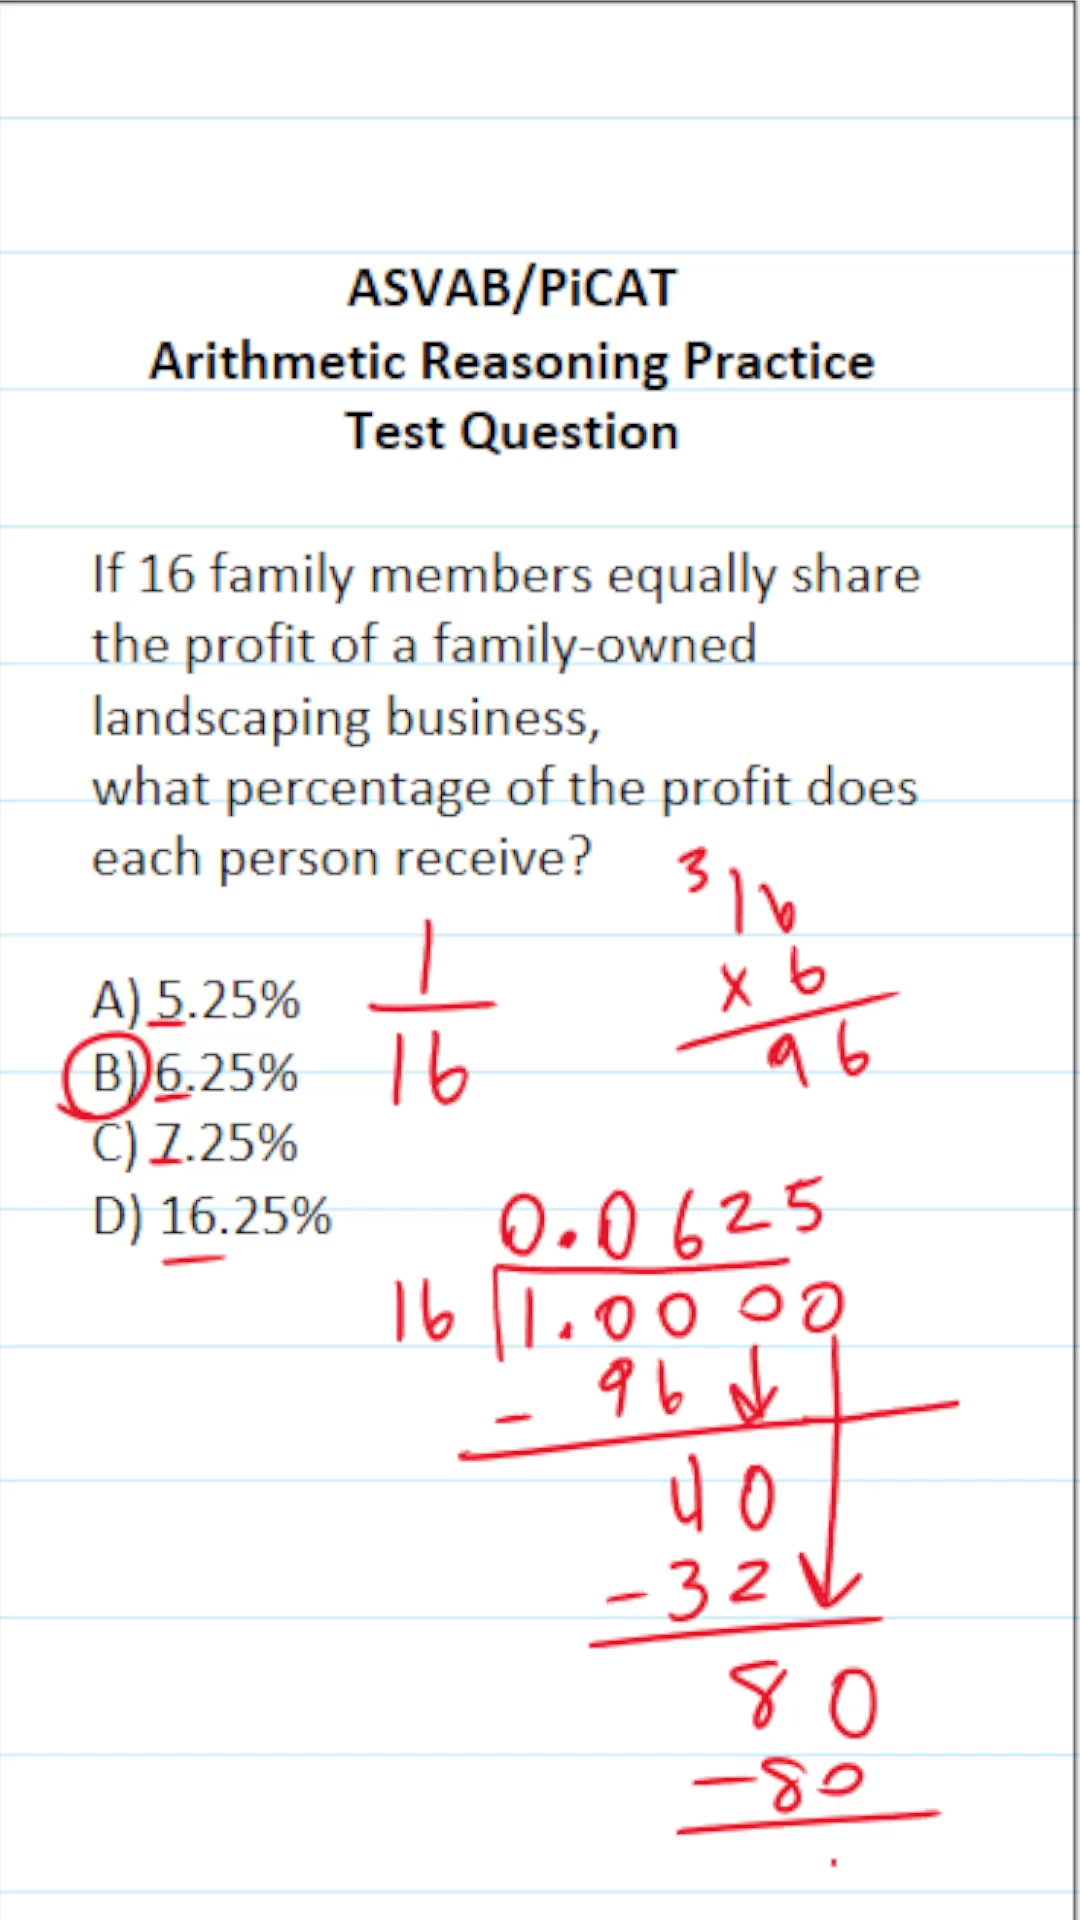 ASVAB/PiCAT
Arithmetic Reasoning Practice
Test Question
If 16 family members equally share
the profit of a family-owned
landscaping business,
what percentage of the profit does
each person receive?
A) 5.25%
B) 6.25%
C) 7.25%
D) 16.25%
1
16
3
16
x 6
96
0.0625
16 1.0000
- 96
40
-32
80
-80